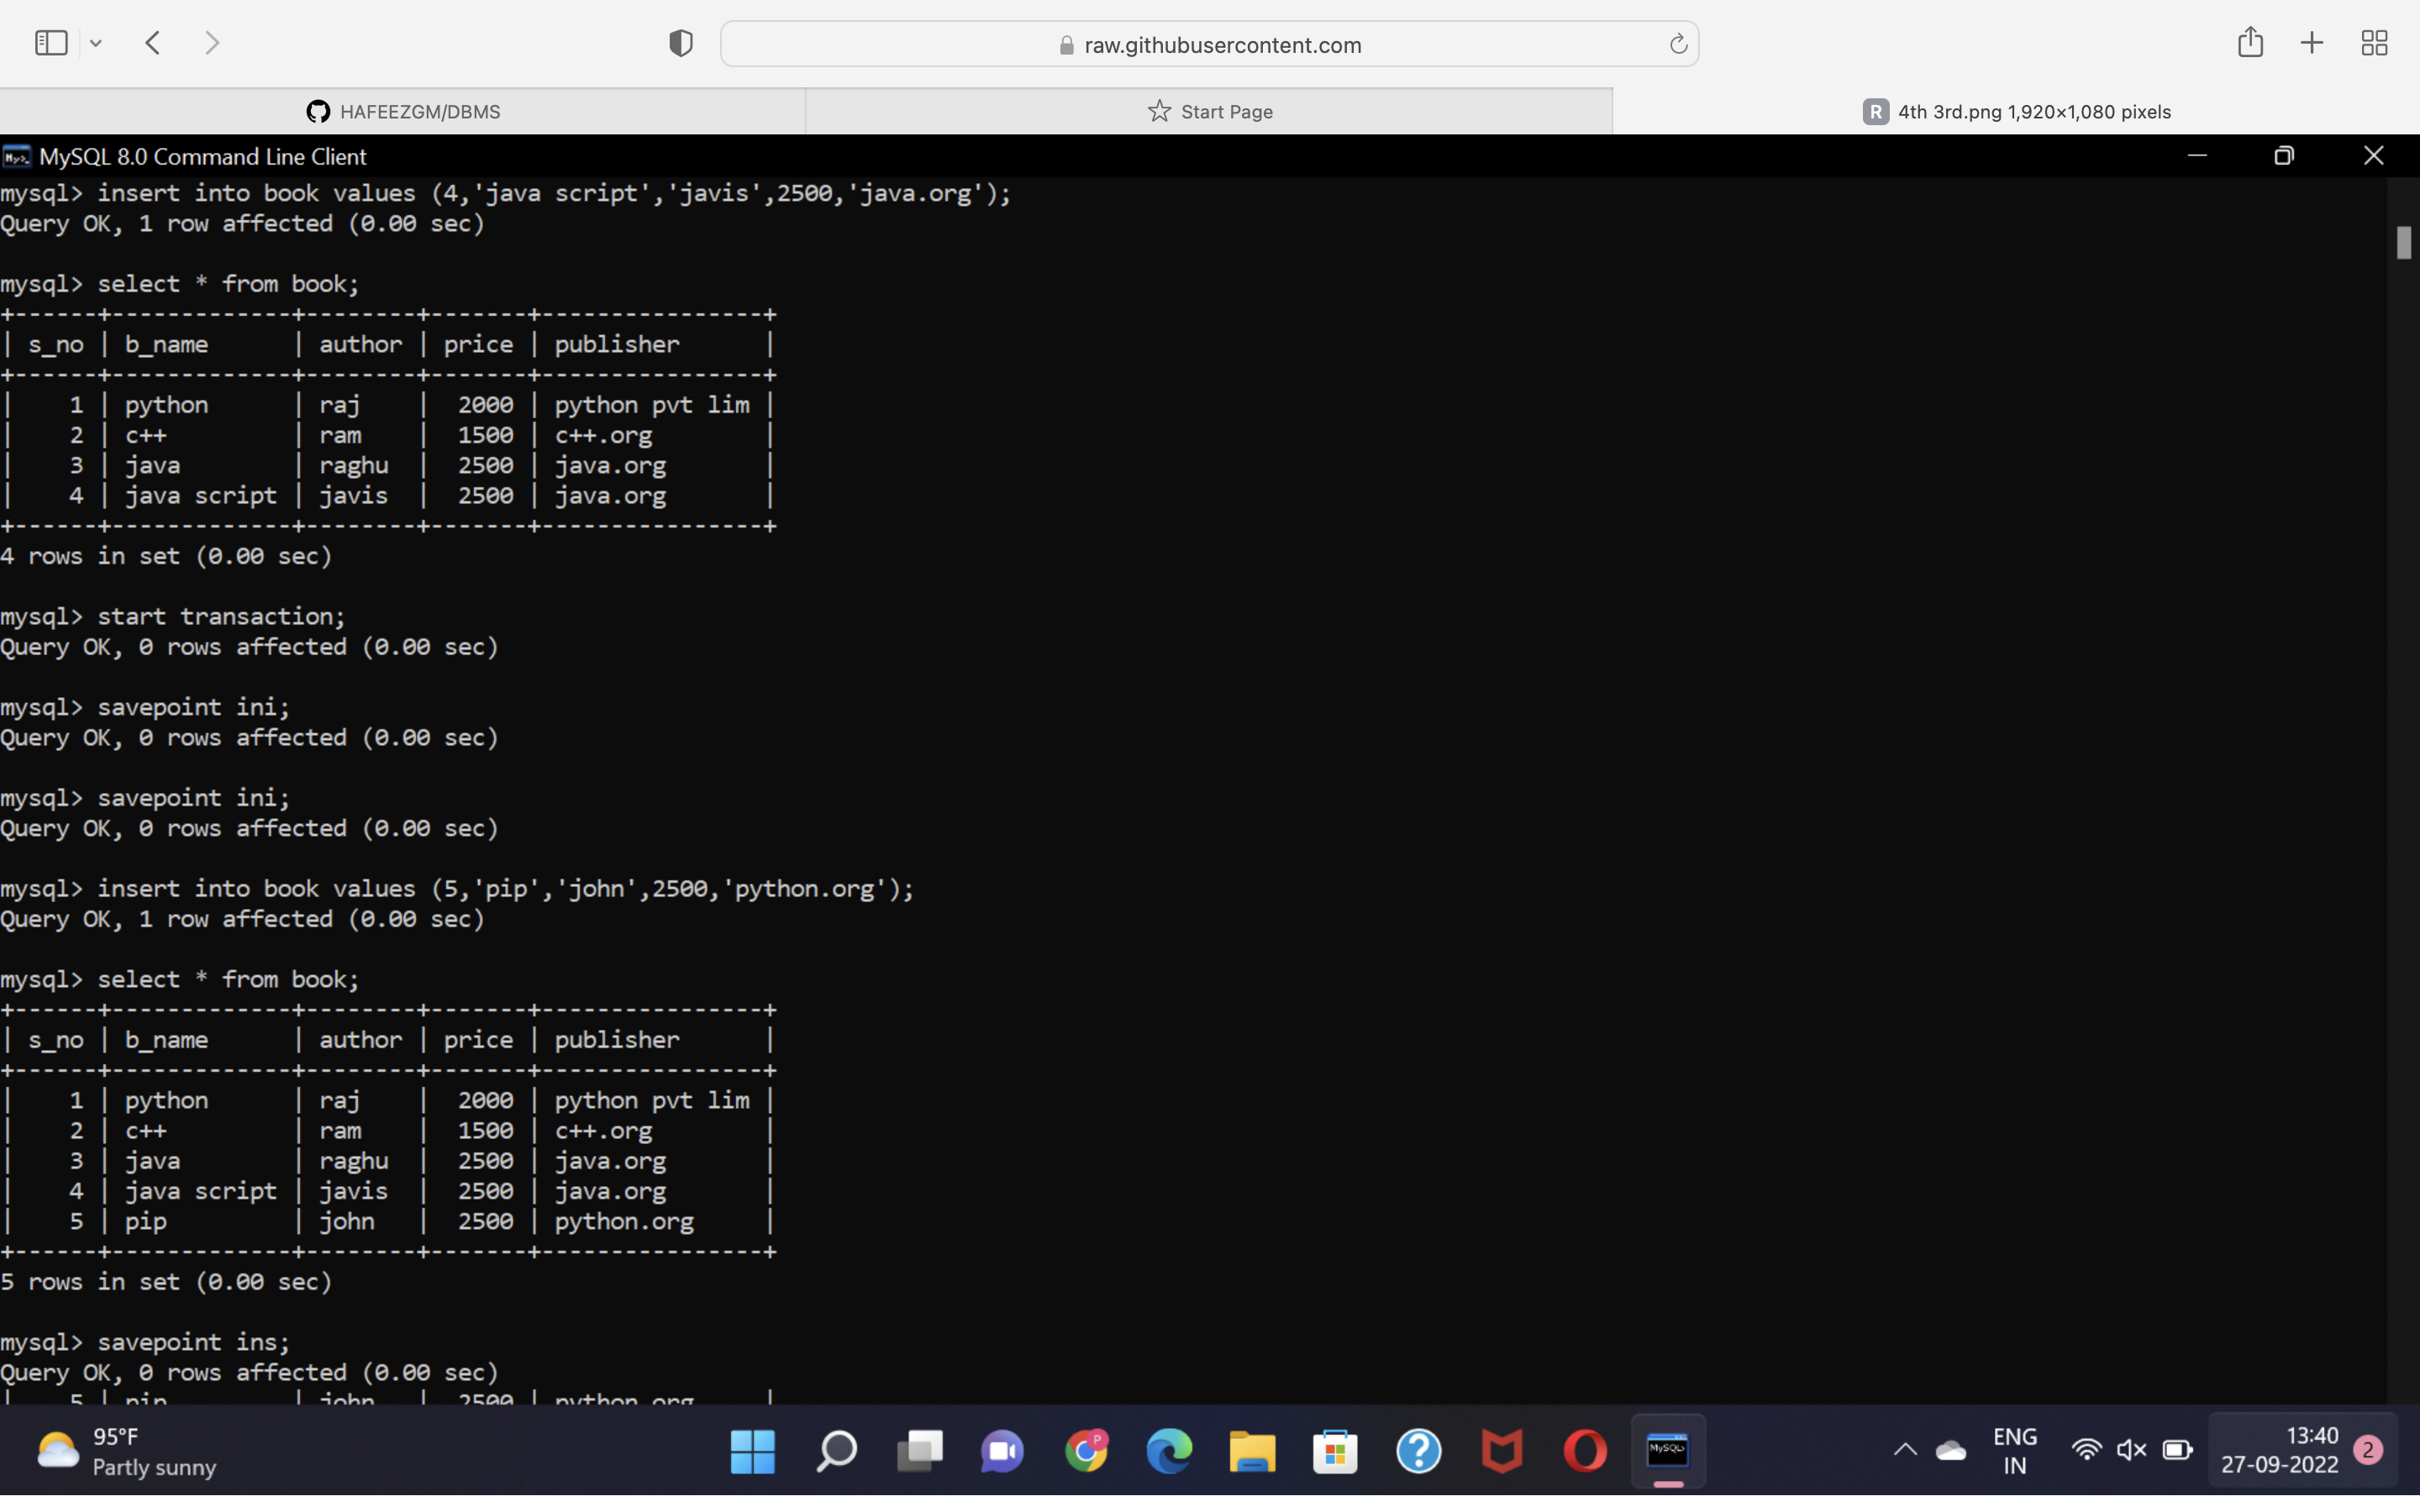 raw.githubusercontent.com
HAFEEZGM/DBMS
Start Page
R 4th 3rd.png 1,920×1,080 pixels
MySQL 8.0 Command Line Client
mysql> insert into book values (4,'java script','javis',2500,'java.org');
Query OK, 1 row affected (0.00 sec)
mysql> select * from book;
+------+-------------+--------+-------+----------------+
| s_no | b_name      | author | price | publisher      |
+------+-------------+--------+-------+----------------+
|    1 | python      | raj    |  2000 | python pvt lim |
|    2 | c++         | ram    |  1500 | c++.org        |
|    3 | java        | raghu  |  2500 | java.org       |
|    4 | java script | javis  |  2500 | java.org       |
+------+-------------+--------+-------+----------------+
4 rows in set (0.00 sec)
mysql> start transaction;
Query OK, 0 rows affected (0.00 sec)
mysql> savepoint ini;
Query OK, 0 rows affected (0.00 sec)
mysql> savepoint ini;
Query OK, 0 rows affected (0.00 sec)
mysql> insert into book values (5,'pip','john',2500,'python.org');
Query OK, 1 row affected (0.00 sec)
mysql> select * from book;
+------+-------------+--------+-------+----------------+
| s_no | b_name      | author | price | publisher      |
+------+-------------+--------+-------+----------------+
|    1 | python      | raj    |  2000 | python pvt lim |
|    2 | c++         | ram    |  1500 | c++.org        |
|    3 | java        | raghu  |  2500 | java.org       |
|    4 | java script | javis  |  2500 | java.org       |
|    5 | pip         | john   |  2500 | python.org     |
+------+-------------+--------+-------+----------------+
5 rows in set (0.00 sec)
mysql> savepoint ins;
Query OK, 0 rows affected (0.00 sec)
|    5 | pip         | john   |  2500 | python.org     |
95°F
Partly sunny
P
MySQL
ENG
IN
13:40
27-09-2022
2